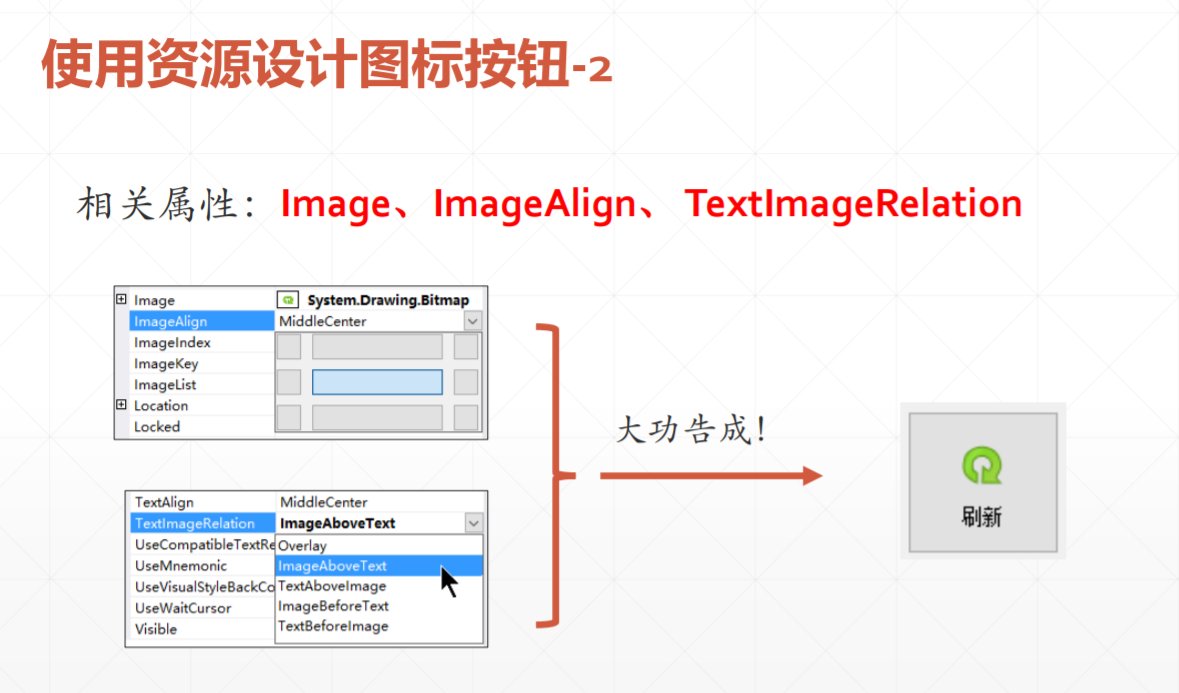 使用资源设计图标按钮-2
相关属性：Image、ImageAlign、TextImageRelation
Image System.Drawing.Bitmap
ImageAlign MiddleCenter
ImageIndex
ImageKey
ImageList
Location
Locked
TextAlign MiddleCenter
TextImageRelation ImageAboveText
UseCompatibleTextRe Overlay
UseMnemonic ImageAboveText
UseVisualStyleBackCo TextAboveImage
UseWaitCursor ImageBeforeText
Visible TextBeforeImage
大功告成！
刷新